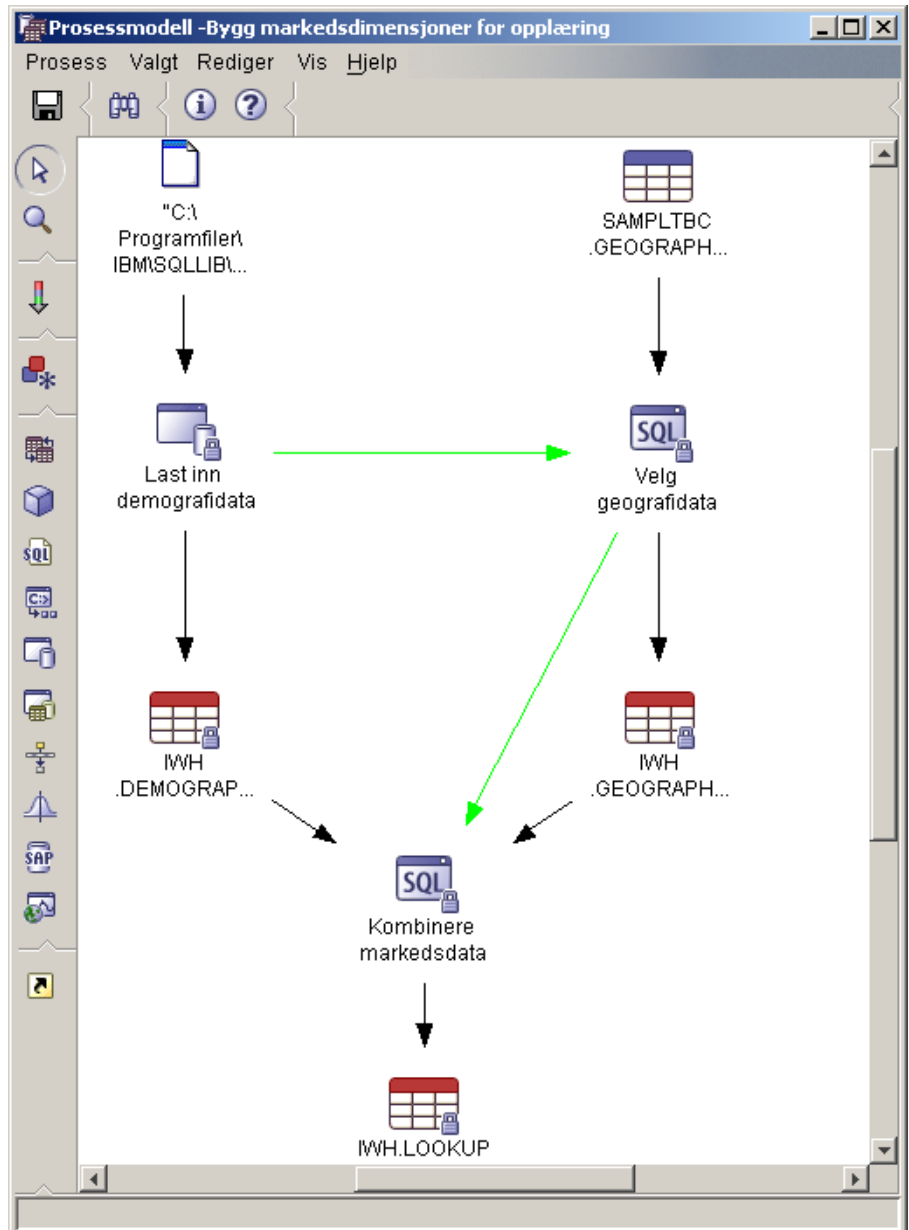 Prosessmodell -Bygg markedsdimensjoner for opplæring
Prosess Valgt Rediger Vis Hjelp
"C:\
Programfiler\
IBM\SQLLIB\...
SAMPLTBC
.GEOGRAPH...
SQL
Last inn
demografidata
Velg
geografidata
SQL
C:>
IWH
.DEMOGRAP...
IWH
.GEOGRAPH...
SAP
SQL
Kombinere
markedsdata
IWH.LOOKUP